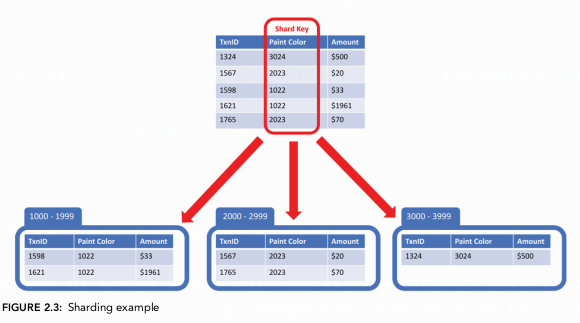 Shard Key
TxnID Paint Color Amount
1324 3024 $500
1567 2023 $20
1598 1022 $33
1621 1022 $1961
1765 2023 $70
1000 - 1999
TxnID Paint Color Amount
1598 1022 $33
1621 1022 $1961
2000 - 2999
TxnID Paint Color Amount
1567 2023 $20
1765 2023 $70
3000 - 3999
TxnID Paint Color Amount
1324 3024 $500
FIGURE 2.3: Sharding example